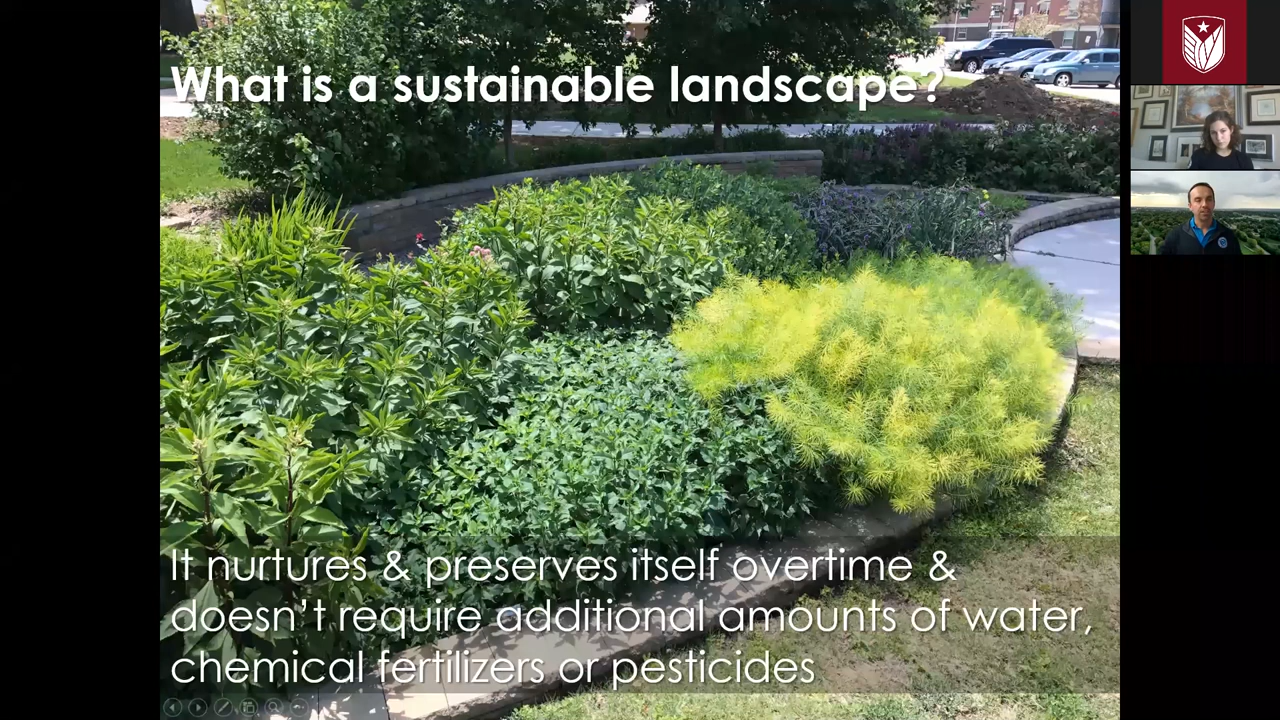 What is a sustainable landscape?
It nurtures & preserves itself overtime &
doesn't require additional amounts of water,
chemical fertilizers or pesticides